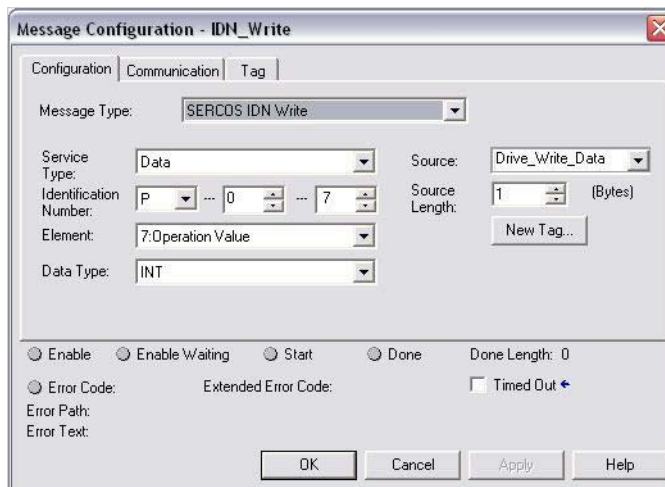 Message Configuration - IDN_Write
Configuration Communication Tag
Message Type: SERCOS IDN Write
Service Type: Data Source: Drive_Write_Data
Identification Number: P --- 0 --- 7 Source Length: 1 (Bytes)
New Tag...
Element: 7:Operation Value
Data Type: INT
Enable Enable Waiting Start Done Done Length: 0
Error Code: Extended Error Code: Timed Out
Error Path:
Error Text:
OK Cancel Apply Help